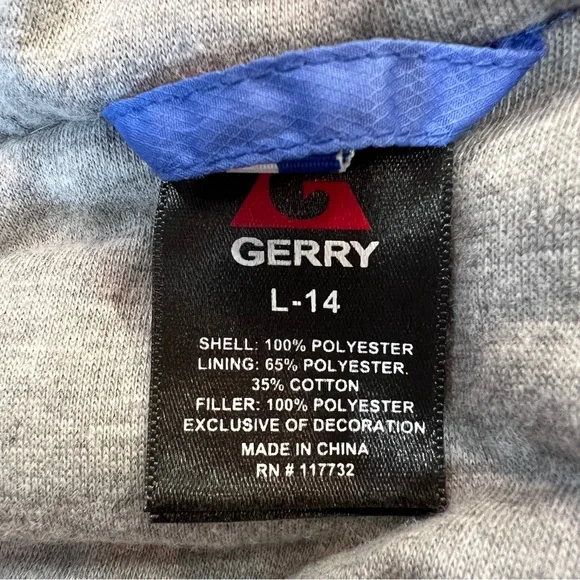 GERRY
L-14
SHELL: 100% POLYESTER
LINING: 65% POLYESTER,
35% COTTON
FILLER: 100% POLYESTER
EXCLUSIVE OF DECORATION
MADE IN CHINA
RN # 117732